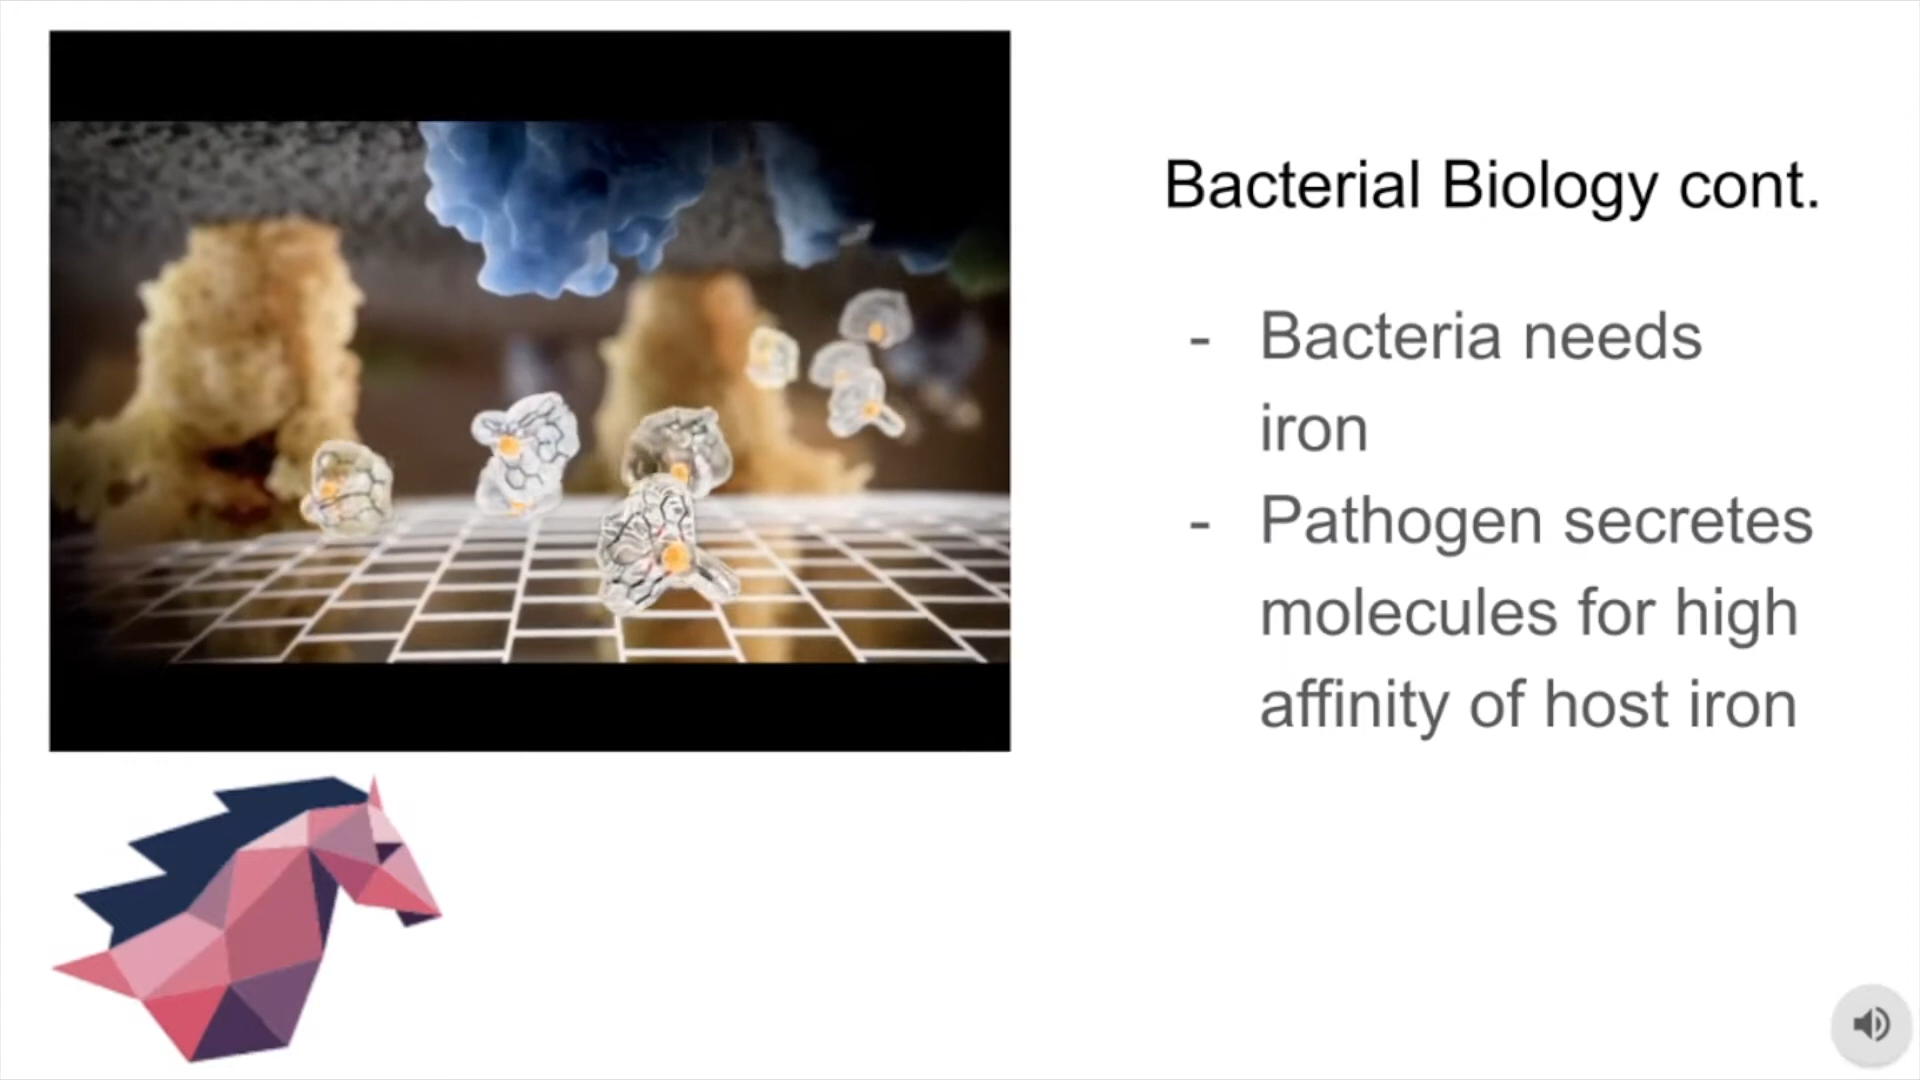 Bacterial Biology cont.
- Bacteria needs
iron
- Pathogen secretes
molecules for high
affinity of host iron